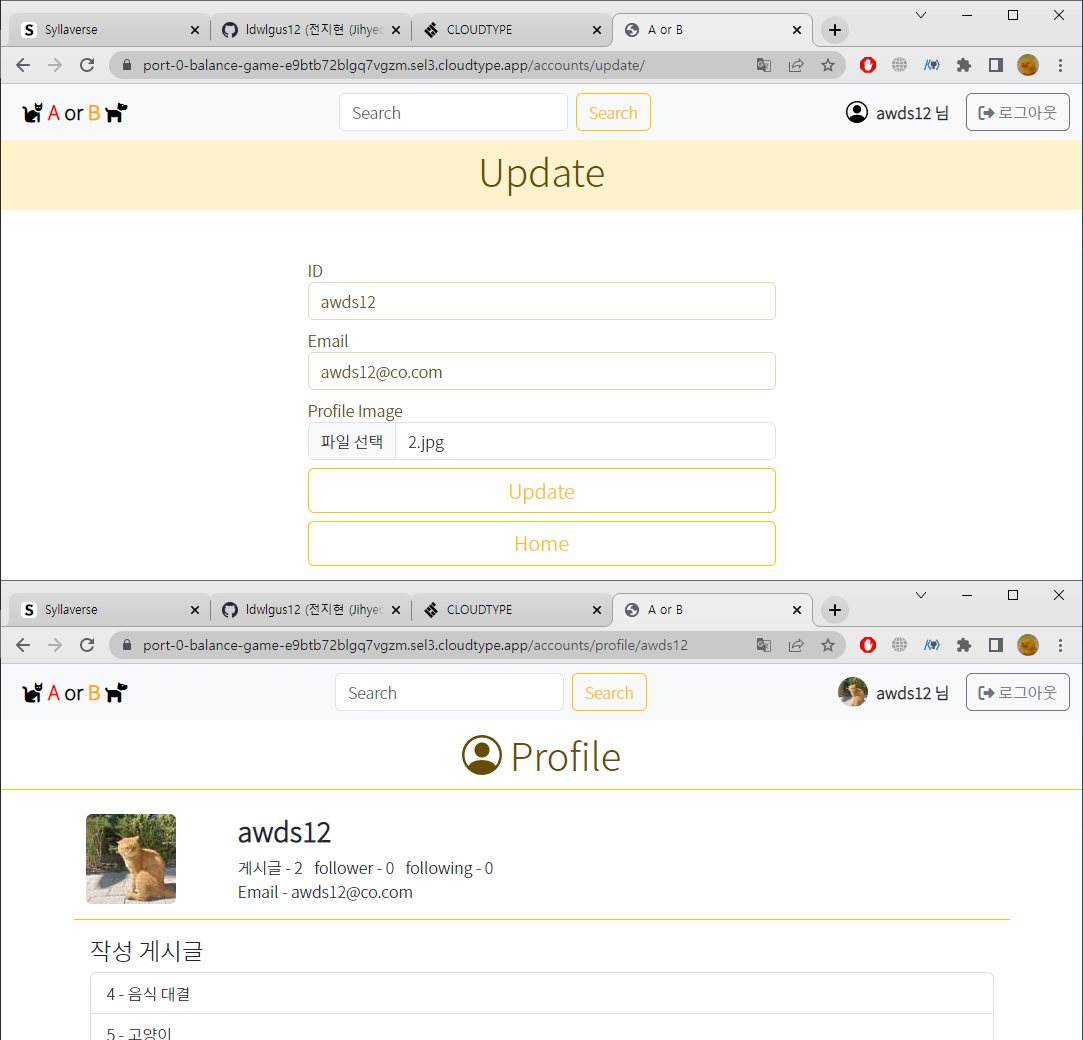 Syllaverse
ldwlgus12 (전지현 (Jihyeo
CLOUDTYPE
A or B
port-0-balance-game-e9btb72blgq7vgzm.sel3.cloudtype.app/accounts/update/
A or B
Search
Search
awds12 님
로그아웃
Update
ID
awds12
Email
awds12@co.com
Profile Image
파일 선택 2.jpg
Update
Home
Syllaverse
ldwlgus12 (전지현 (Jihyeo
CLOUDTYPE
A or B
port-0-balance-game-e9btb72blgq7vgzm.sel3.cloudtype.app/accounts/profile/awds12
A or B
Search
Search
awds12 님
로그아웃
Profile
awds12
게시글 - 2 follower - 0 following - 0
Email - awds12@co.com
작성 게시글
4 - 음식 대결
5 - 고양이